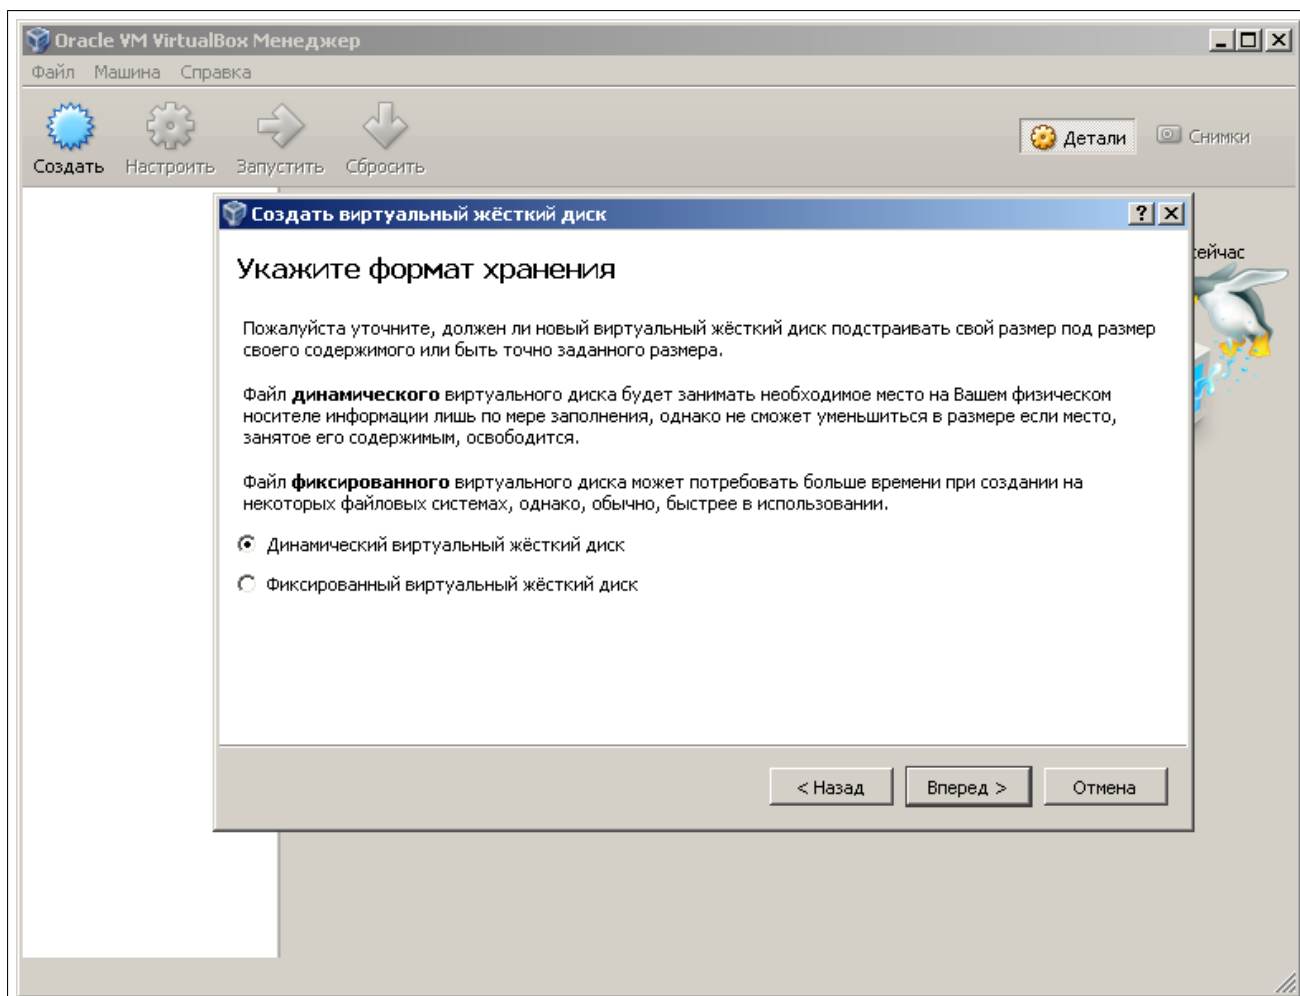 Oracle VM VirtualBox Менеджер
Файл Машина Справка
Создать Настроить Запустить Сбросить
Детали Снимки
Создать виртуальный жёсткий диск
сейчас
Укажите формат хранения
Пожалуйста уточните, должен ли новый виртуальный жёсткий диск подстраивать свой размер под размер
своего содержимого или быть точно заданного размера.
Файл динамического виртуального диска будет занимать необходимое место на Вашем физическом
носителе информации лишь по мере заполнения, однако не сможет уменьшиться в размере если место,
занятое его содержимым, освободится.
Файл фиксированного виртуального диска может потребовать больше времени при создании на
некоторых файловых системах, однако, обычно, быстрее в использовании.
Динамический виртуальный жёсткий диск
Фиксированный виртуальный жёсткий диск
< Назад Вперед > Отмена